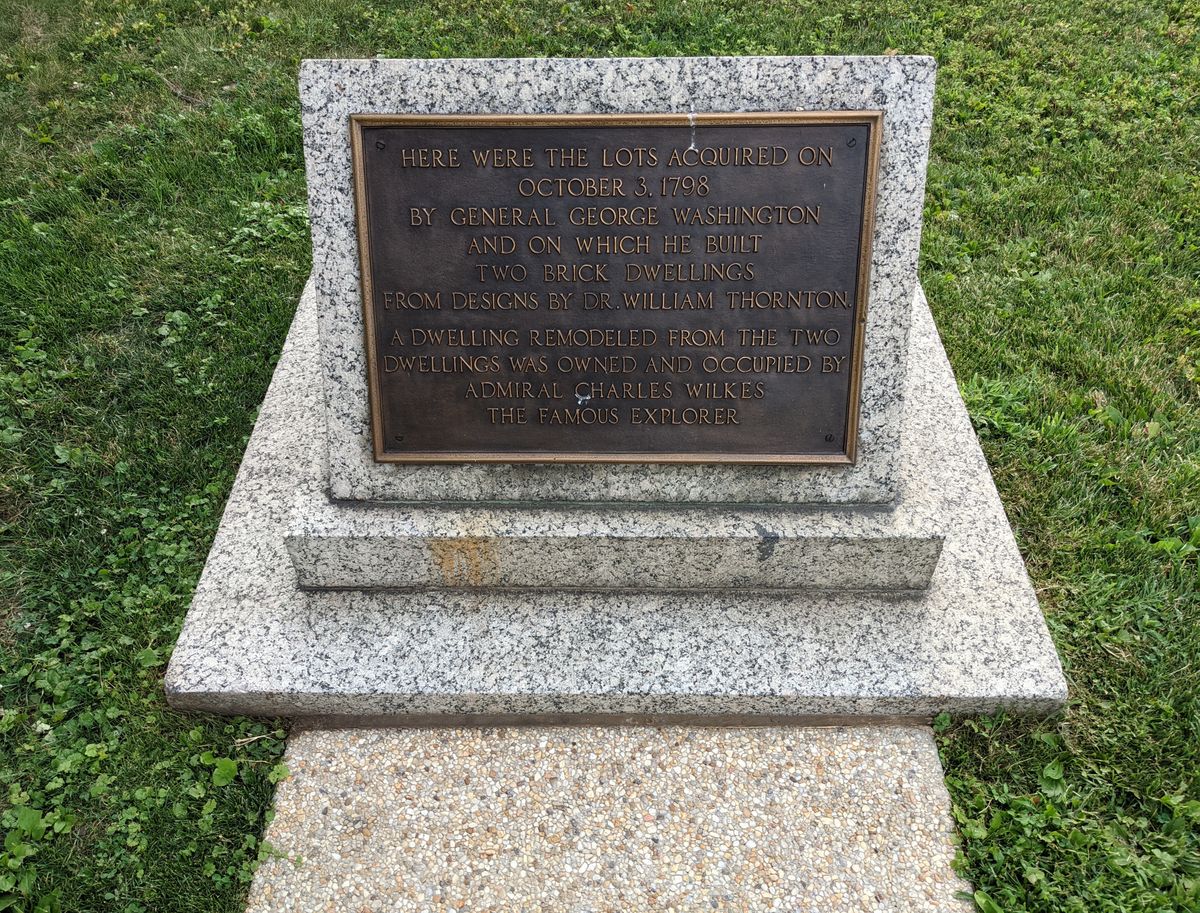 HERE WERE THE LOTS ACQUIRED ON
OCTOBER 3, 1798
BY GENERAL GEORGE WASHINGTON
AND ON WHICH HE BUILT
TWO BRICK DWELLINGS
FROM DESIGNS BY DR. WILLIAM THORNTON.
A DWELLING REMODELED FROM THE TWO
DWELLINGS WAS OWNED AND OCCUPIED BY
ADMIRAL CHARLES WILKES
THE FAMOUS EXPLORER